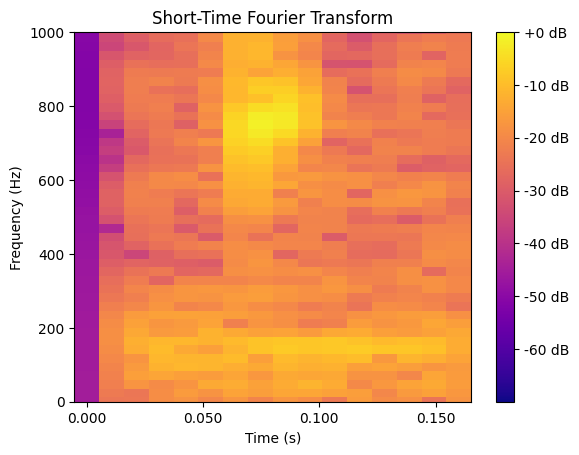 Short-Time Fourier Transform
Frequency (Hz)
1000
800
600
400
200
0
0.000
0.050
0.100
0.150
Time (s)
+0 dB
-10 dB
-20 dB
-30 dB
-40 dB
-50 dB
-60 dB